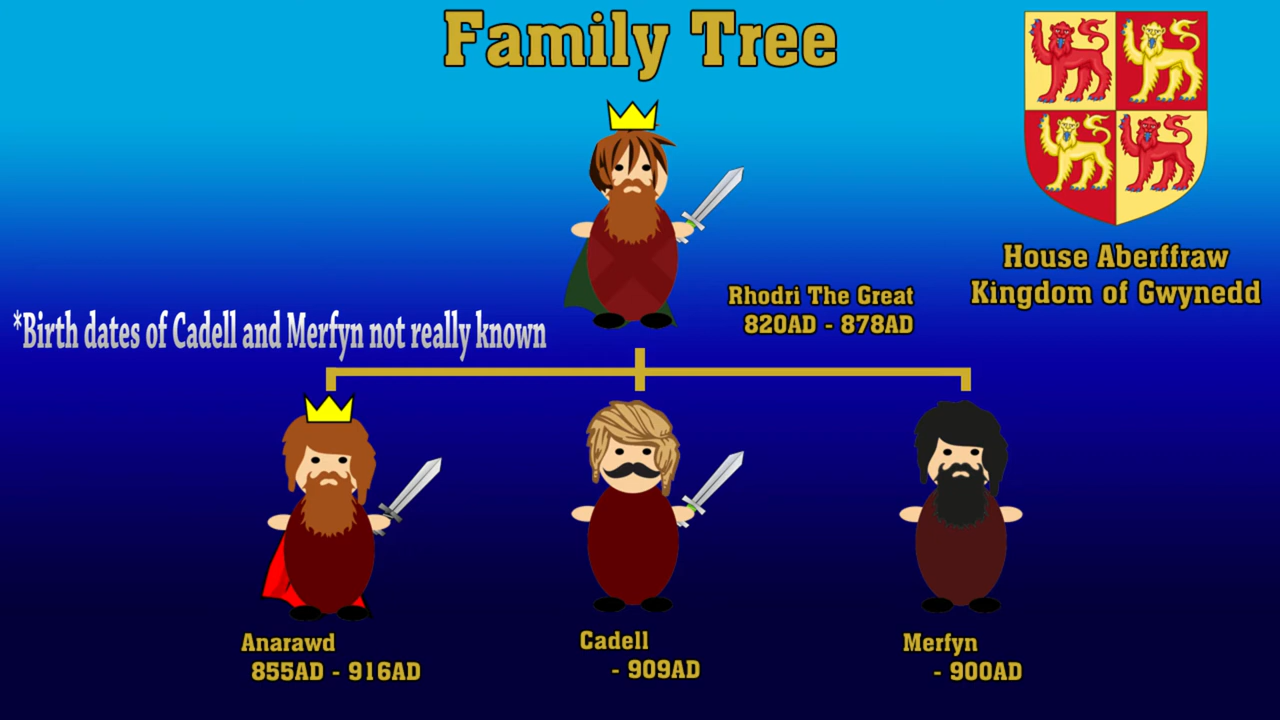 Family Tree
House Aberffraw
Kingdom of Gwynedd
Rhodri The Great
820AD - 878AD
*Birth dates of Cadell and Merfyn not really known
Anarawd
855AD - 916AD
Cadell
- 909AD
Merfyn
- 900AD